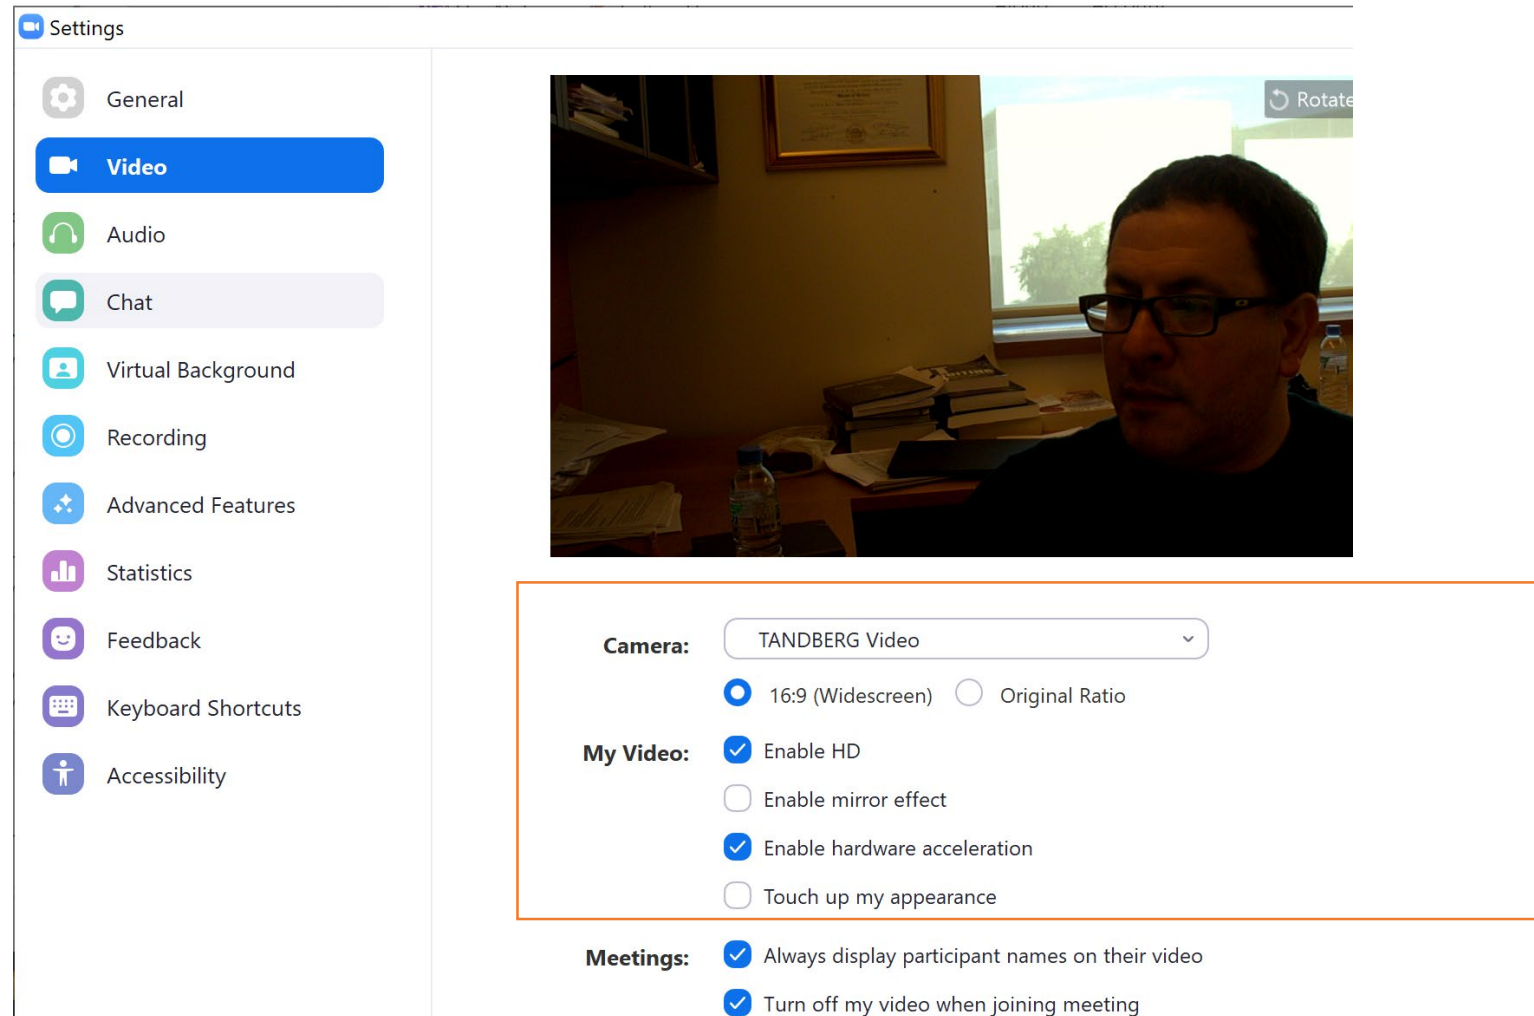 Settings
General
Video
Audio
Chat
Virtual Background
Recording
Advanced Features
Statistics
Feedback
Keyboard Shortcuts
Accessibility
Rotate
Camera: TANDBERG Video
16:9 (Widescreen) Original Ratio
My Video: Enable HD
Enable mirror effect
Enable hardware acceleration
Touch up my appearance
Meetings: Always display participant names on their video
Turn off my video when joining meeting